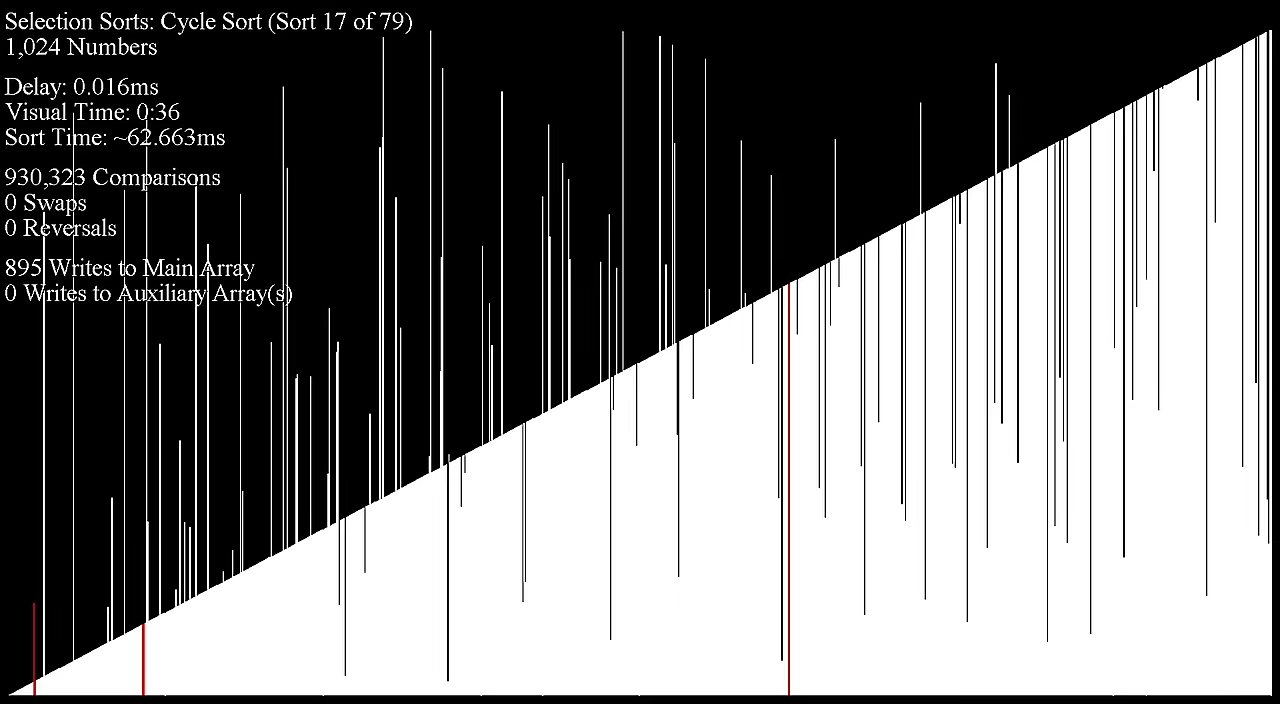 Selection Sorts: Cycle Sort (Sort 17 of 79)
1,024 Numbers
Delay: 0.016ms
Visual Time: 0:36
Sort Time: ~62.663ms
930,323 Comparisons
0 Swaps
0 Reversals
895 Writes to Main Array
0 Writes to Auxiliary Array(s)